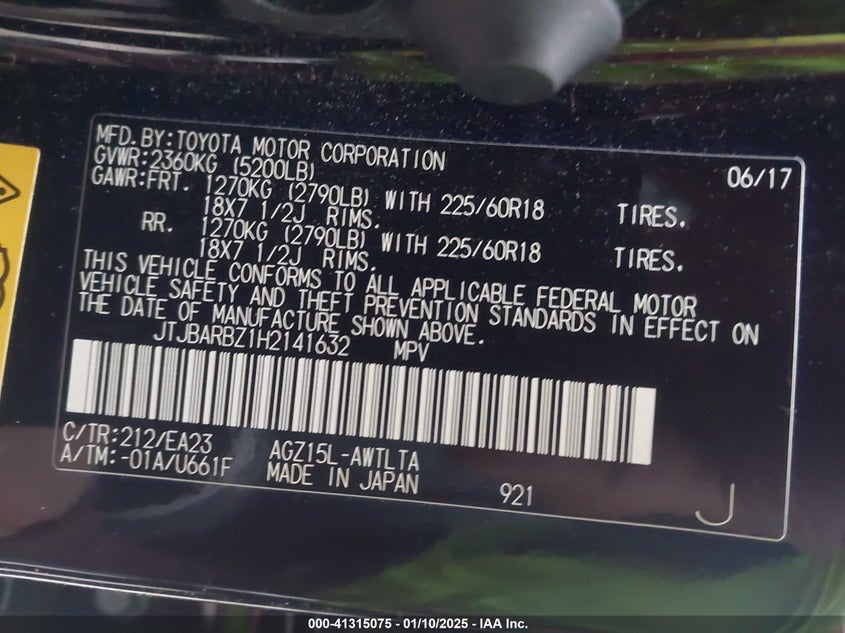 MFD.BY:TOYOTA MOTOR CORPORATION 06/17
GVWR:2360KG (5200LB)
GAWR:FRT. 1270KG (2790LB) WITH 225/60R18 TIRES.
18X7 1/2J RIMS.
RR. 1270KG (2790LB) WITH 225/60R18 TIRES.
18X7 1/2J RIMS.
THIS VEHICLE CONFORMS TO ALL APPLICABLE FEDERAL MOTOR
VEHICLE SAFETY AND THEFT PREVENTION STANDARDS IN EFFECT ON
THE DATE OF MANUFACTURE SHOWN ABOVE.
JTJBARBZ1H2141632 MPV
C/TR:212/EA23 AGZ15L-AWTLTA
A/TM:-01A/U661F MADE IN JAPAN 921 J
000-41315075 — 01/10/2025 — IAA Inc.